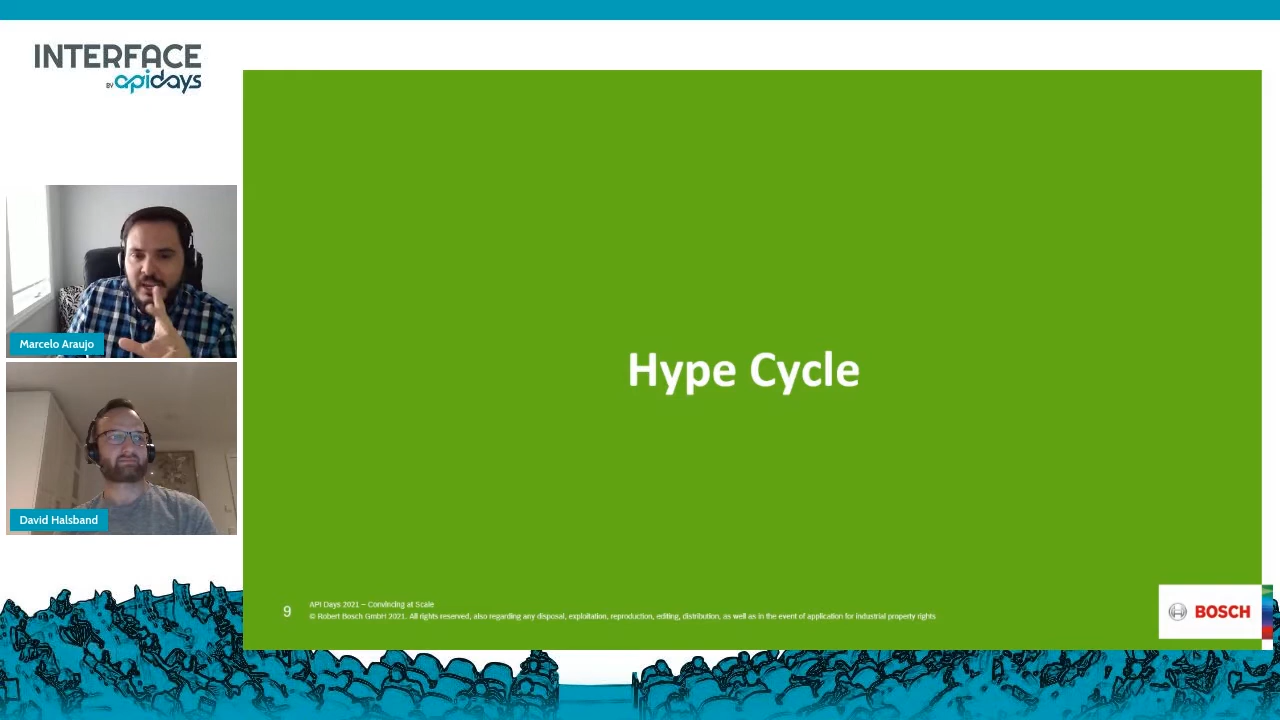 INTERFACE
BY apidays
Marcelo Araujo
David Halsband
Hype Cycle
9
API Days 2021 – Convincing at Scale
© Robert Bosch GmbH 2021. All rights reserved, also regarding any disposal, exploitation, reproduction, editing, distribution, as well as in the event of application for industrial property rights
BOSCH